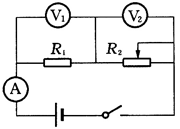 V₁ V₂
R₁ R₂
A